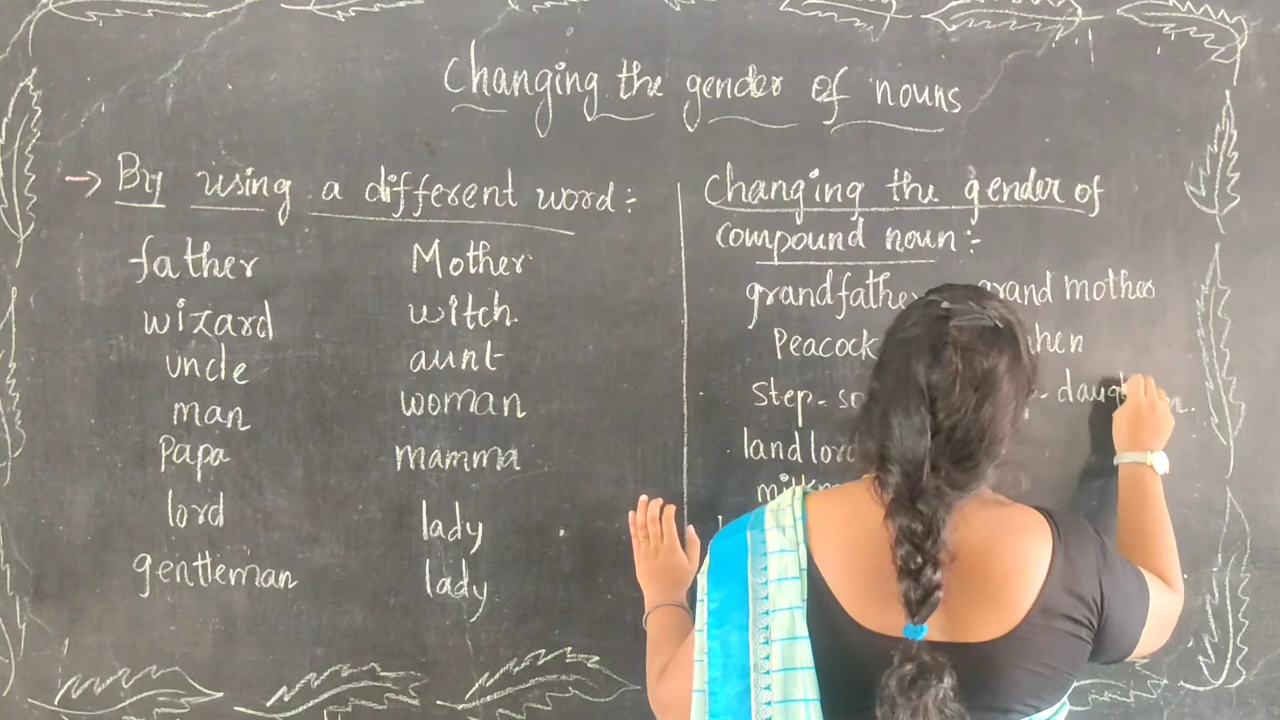 Changing the gender of nouns
→ By using a different word:-
father Mother
wizard witch
uncle aunt
man woman
Papa mamma
lord lady
gentleman lady
Changing the gender of
compound noun:-
grandfather grand mother
Peacock hen
step-
landlord